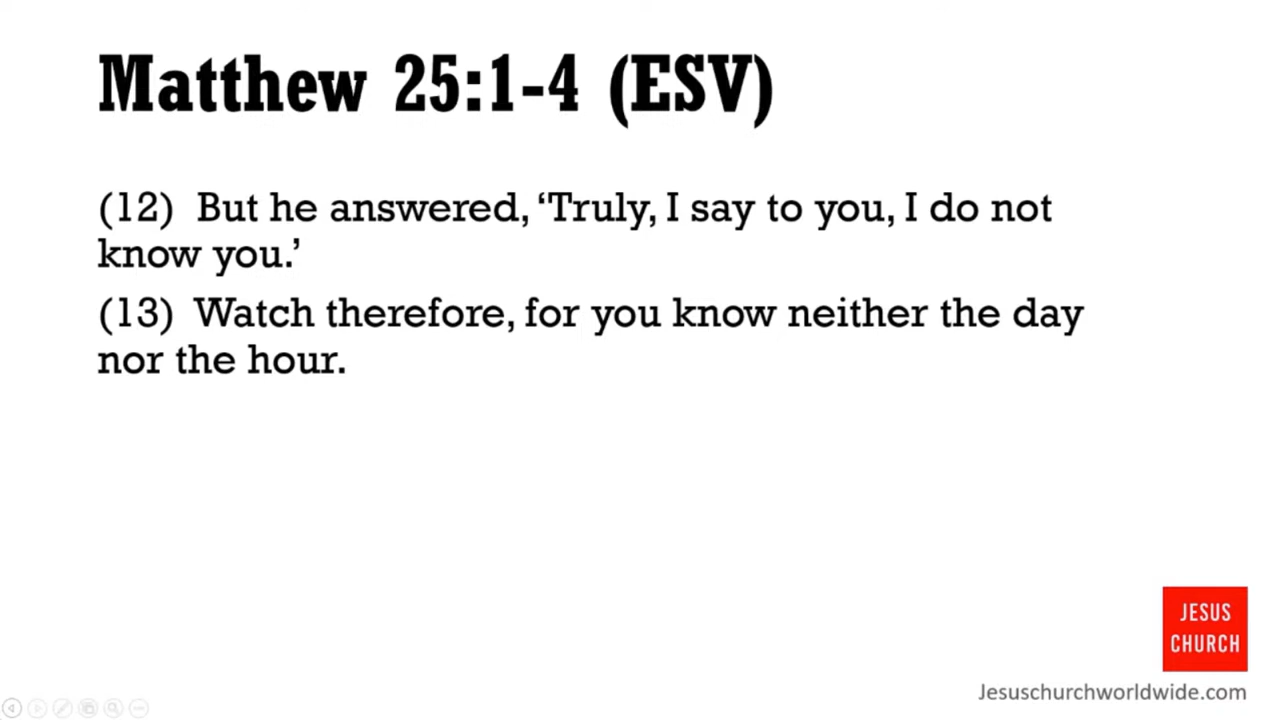 Matthew 25:1-4 (ESV)
(12)  But he answered, ‘Truly, I say to you, I do not
know you.’
(13)  Watch therefore, for you know neither the day
nor the hour.
JESUS
CHURCH
Jesuschurchworldwide.com